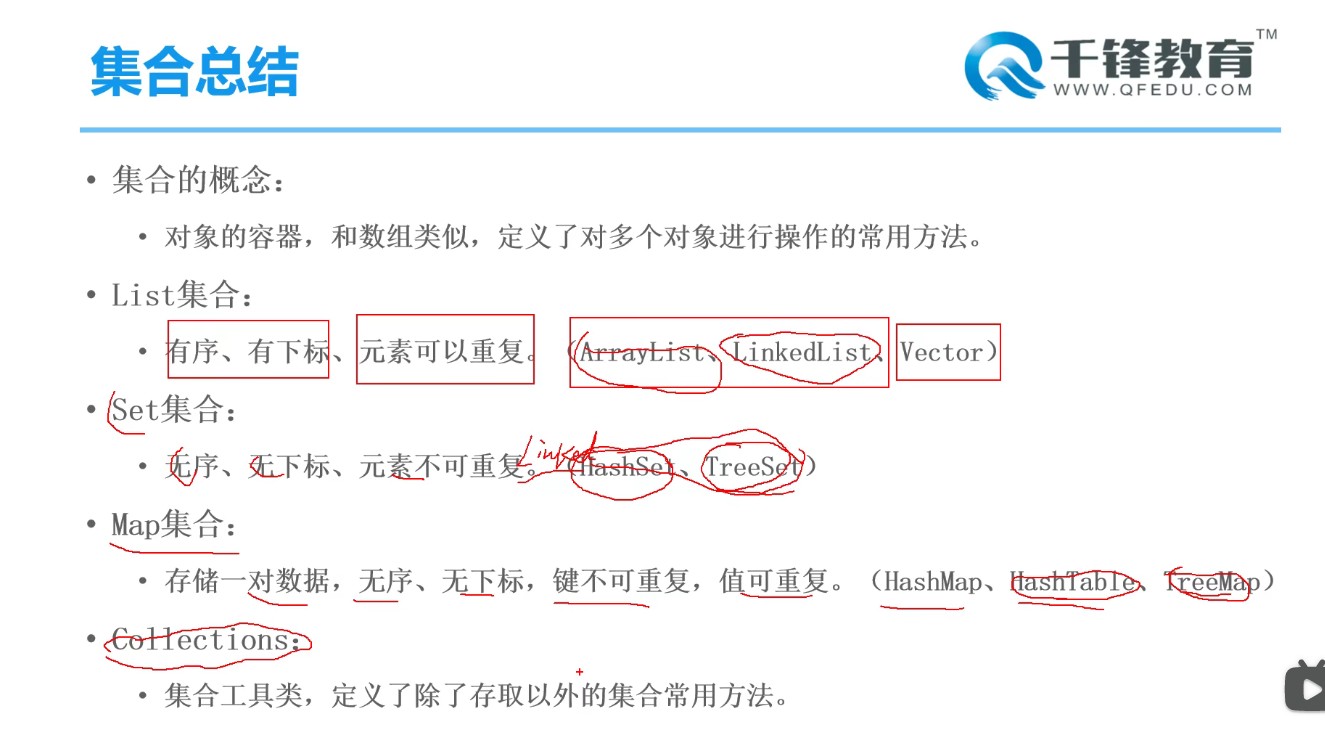 集合总结
千锋教育™
WWW.QFEDU.COM
• 集合的概念：
• 对象的容器，和数组类似，定义了对多个对象进行操作的常用方法。
• List集合：
• 有序、有下标、元素可以重复。（ArrayList、LinkedList、Vector）
• Set集合：
Linked
• 无序、无下标、元素不可重复。（HashSet、TreeSet）
• Map集合：
• 存储一对数据，无序、无下标，键不可重复，值可重复。（HashMap、HashTable、TreeMap）
• Collections：
• 集合工具类，定义了除了存取以外的集合常用方法。